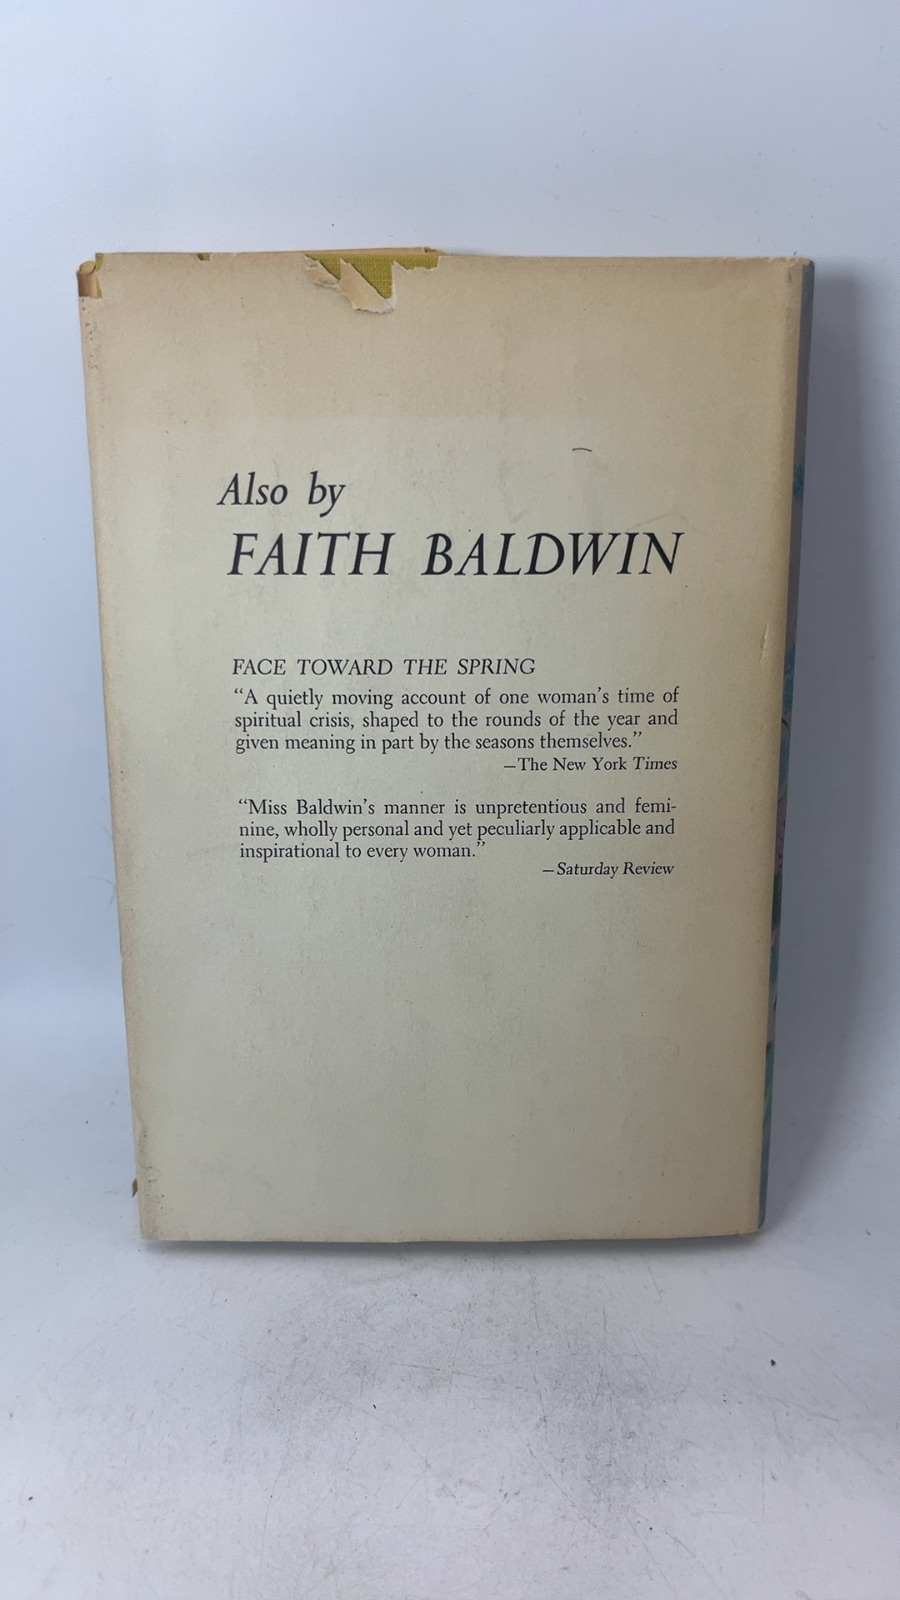 Also by
FAITH BALDWIN
FACE TOWARD THE SPRING
“A quietly moving account of one woman’s time of
spiritual crisis, shaped to the rounds of the year and
given meaning in part by the seasons themselves.”
—The New York Times
“Miss Baldwin’s manner is unpretentious and femi-
nine, wholly personal and yet peculiarly applicable and
inspirational to every woman.”
—Saturday Review